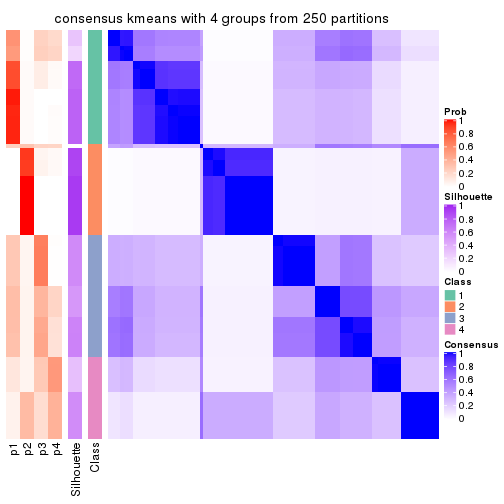 consensus kmeans with 4 groups from 250 partitions
Prob
1
0.8
0.6
0.4
0.2
0
Silhouette
1
0.8
0.6
0.4
0.2
0
Class
1
2
3
4
Consensus
1
0.8
0.6
0.4
0.2
0
p1
p2
p3
p4
Silhouette
Class